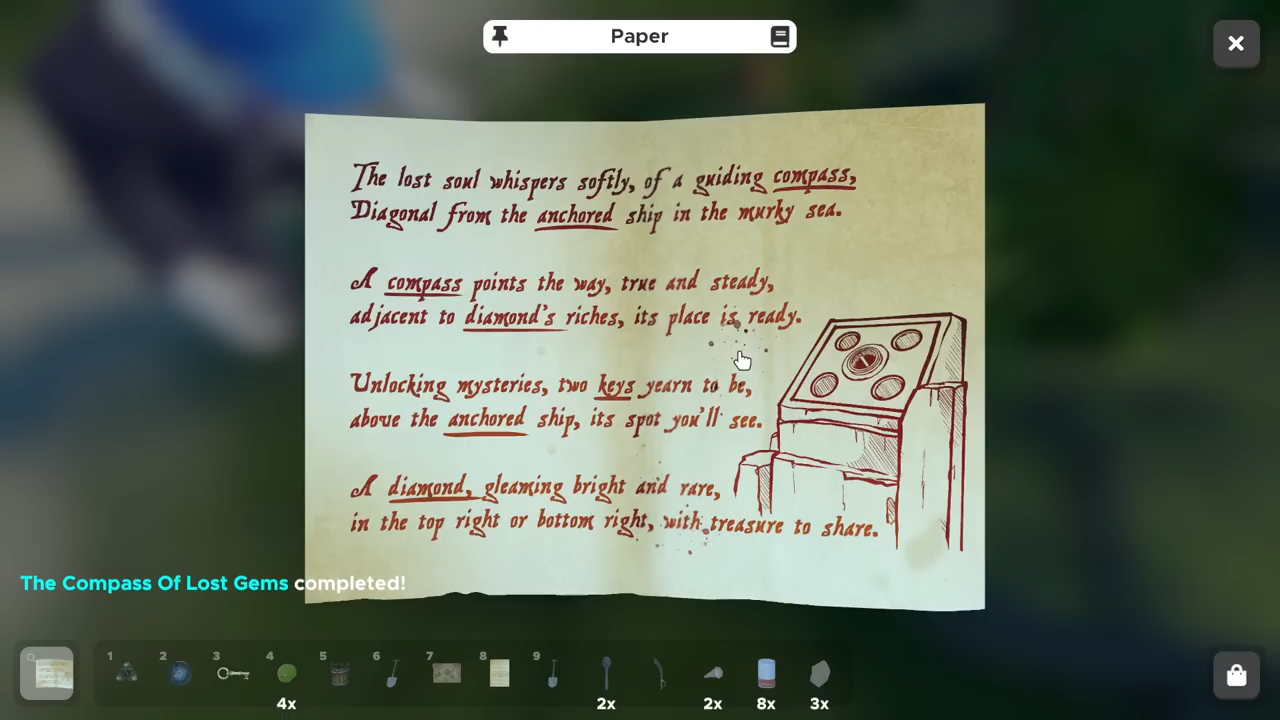 Paper
The lost soul whispers softly, of a guiding compass,
Diagonal from the anchored ship in the murky sea.
A compass points the way, true and steady,
adjacent to diamond's riches, its place is ready.
Unlocking mysteries, two keys yearn to be,
above the anchored ship, its spot you'll see.
A diamond, gleaming bright and rare,
in the top right or bottom right, with treasure to share.
The Compass Of Lost Gems completed!
1 2 3 4 5 6 7 8 9
4x 2x 2x 8x 3x